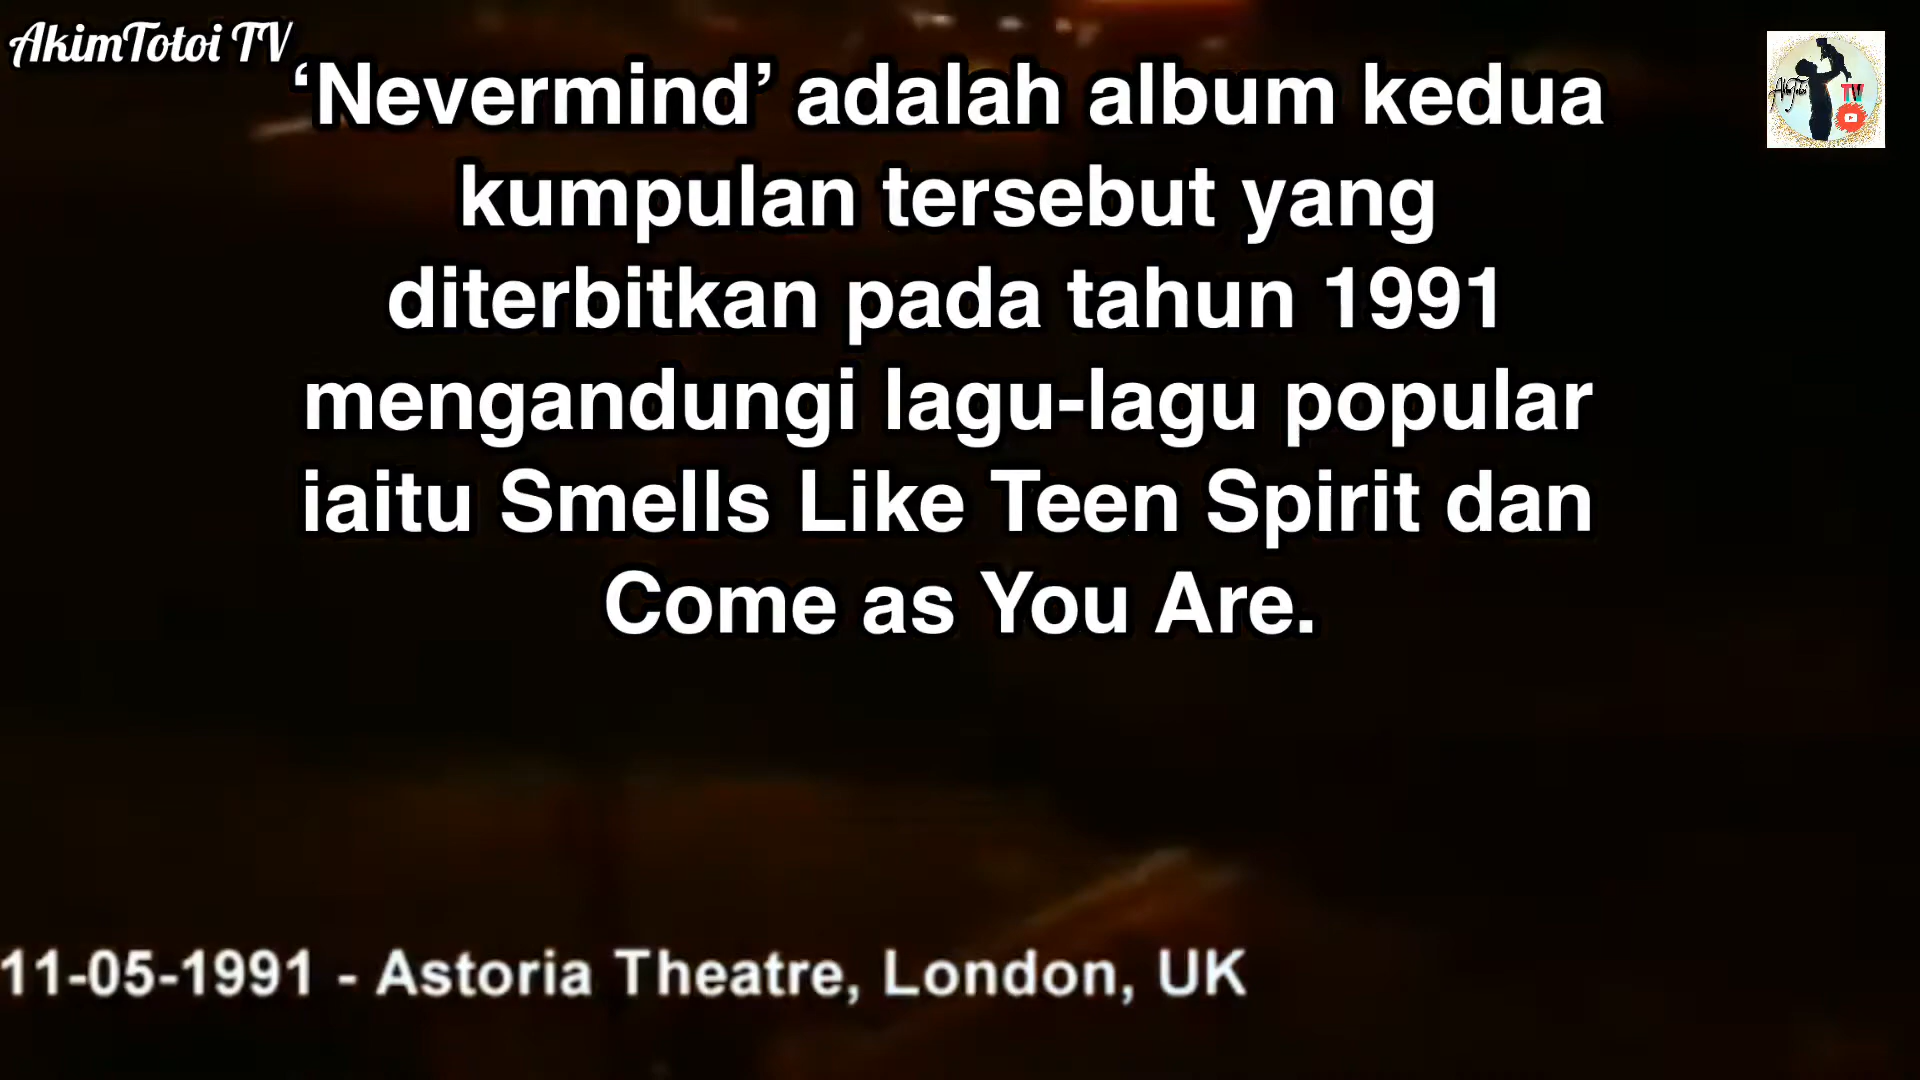 AkimTotoi TV
‘Nevermind’ adalah album kedua
kumpulan tersebut yang
diterbitkan pada tahun 1991
mengandungi lagu-lagu popular
iaitu Smells Like Teen Spirit dan
Come as You Are.
TV
11-05-1991 - Astoria Theatre, London, UK